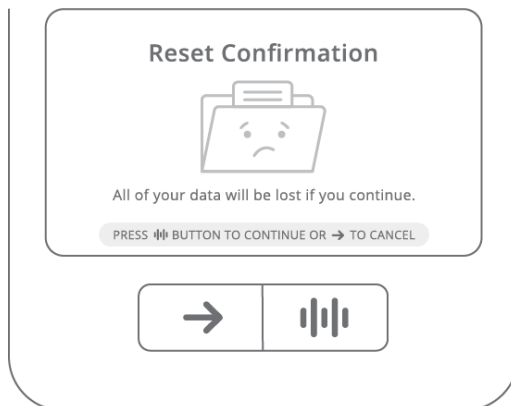 Reset Confirmation
All of your data will be lost if you continue.
PRESS BUTTON TO CONTINUE OR → TO CANCEL